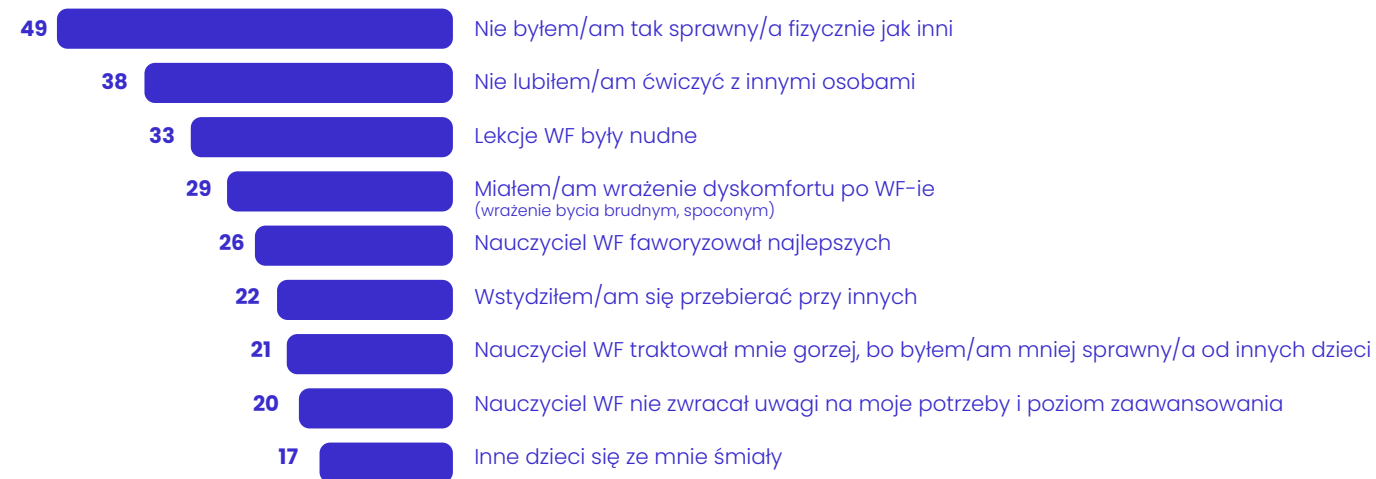 49 Nie byłem/am tak sprawny/a fizycznie jak inni
38 Nie lubiłem/am ćwiczyć z innymi osobami
33 Lekcje WF były nudne
29 Miałem/am wrażenie dyskomfortu po WF-ie
(wrażenie bycia brudnym, spoconym)
26 Nauczyciel WF faworyzował najlepszych
22 Wstydziłem/am się przebierać przy innych
21 Nauczyciel WF traktował mnie gorzej, bo byłem/am mniej sprawny/a od innych dzieci
20 Nauczyciel WF nie zwracał uwagi na moje potrzeby i poziom zaawansowania
17 Inne dzieci się ze mnie śmiały